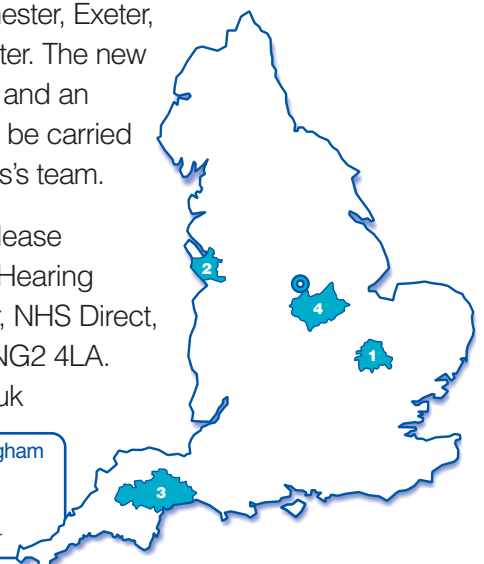 ester, Exeter,
ter. The new
and an
be carried
s's team.
lease
Hearing
, NHS Direct,
NG2 4LA.
uk
gham
2
4
1
3